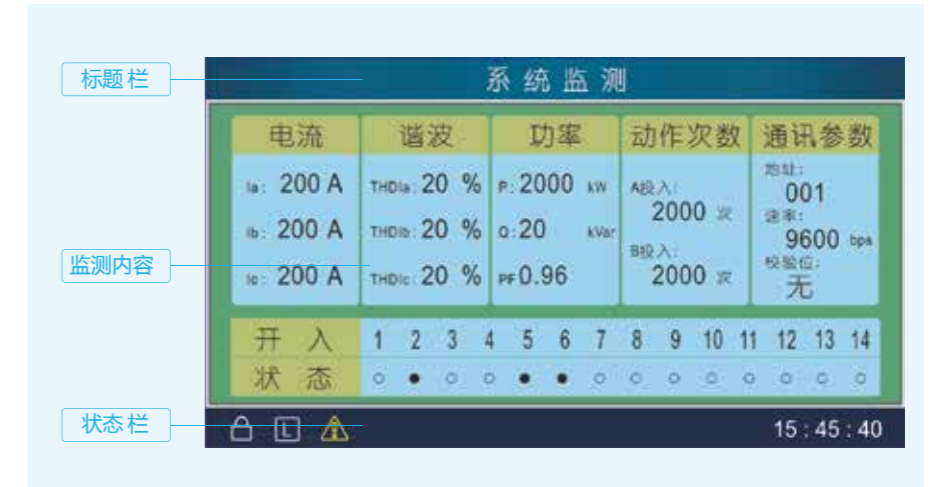 标题栏
系统监测
电流 谐波 功率 动作次数 通讯参数
Ia: 200 A THDIa: 20 % P: 2000 kW A投入: 地址:
001
2000 次 速率:
Ib: 200 A THDIb: 20 % Q: 20 kVar 9600 bps
B投入: 校验位:
Ic: 200 A THDIc: 20 % PF 0.96 2000 次 无
监测内容
开入 1 2 3 4 5 6 7 8 9 10 11 12 13 14
状态
状态栏
L 15:45:40